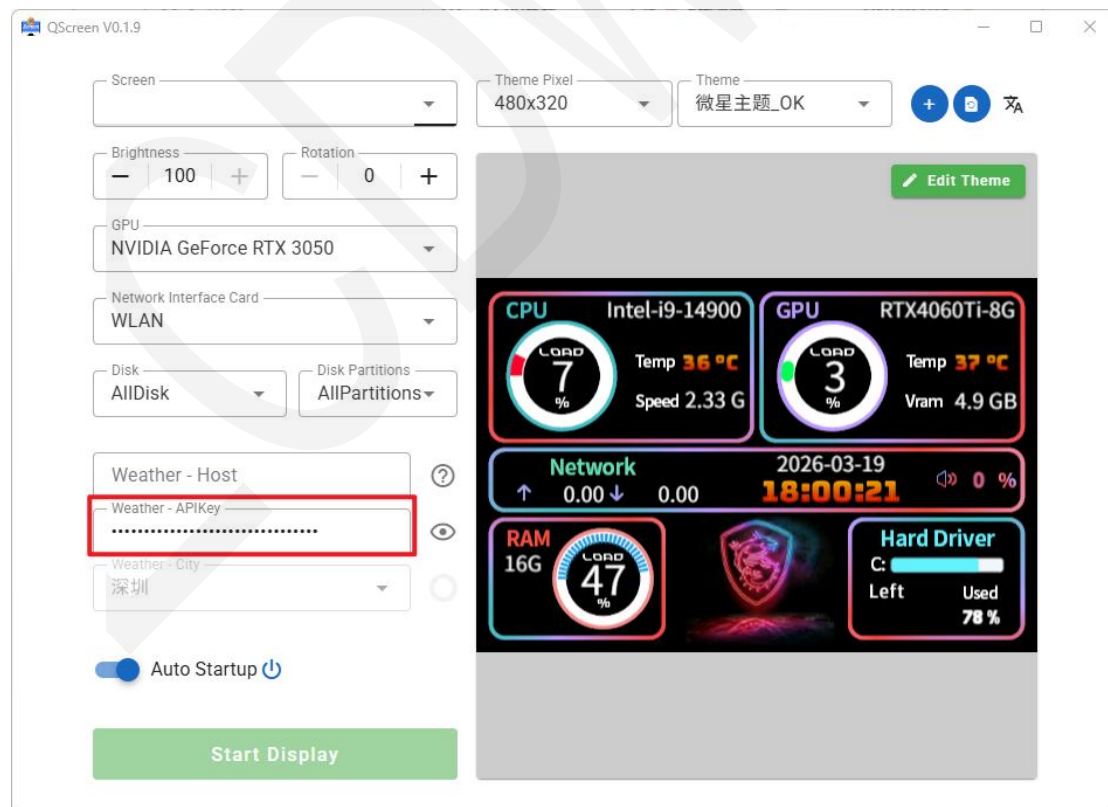 QScreen V0.1.9
Screen
Theme Pixel
480x320
Theme
微星主题_OK
Brightness
100
Rotation
0
Edit Theme
GPU
NVIDIA GeForce RTX 3050
Network Interface Card
WLAN
Disk
AllDisk
Disk Partitions
AllPartitions
Weather - Host
Weather - APIKey
Weather - City
深圳
Auto Startup
Start Display
CPU Intel-i9-14900
LOAD
7
%
Temp 36 °C
Speed 2.33 G
GPU RTX4060Ti-8G
LOAD
3
%
Temp 37 °C
Vram 4.9 GB
Network
↑ 0.00 ↓ 0.00
2026-03-19
18:00:21
0 %
RAM
16G
LOAD
47
%
Hard Driver
C:
Left Used
78 %